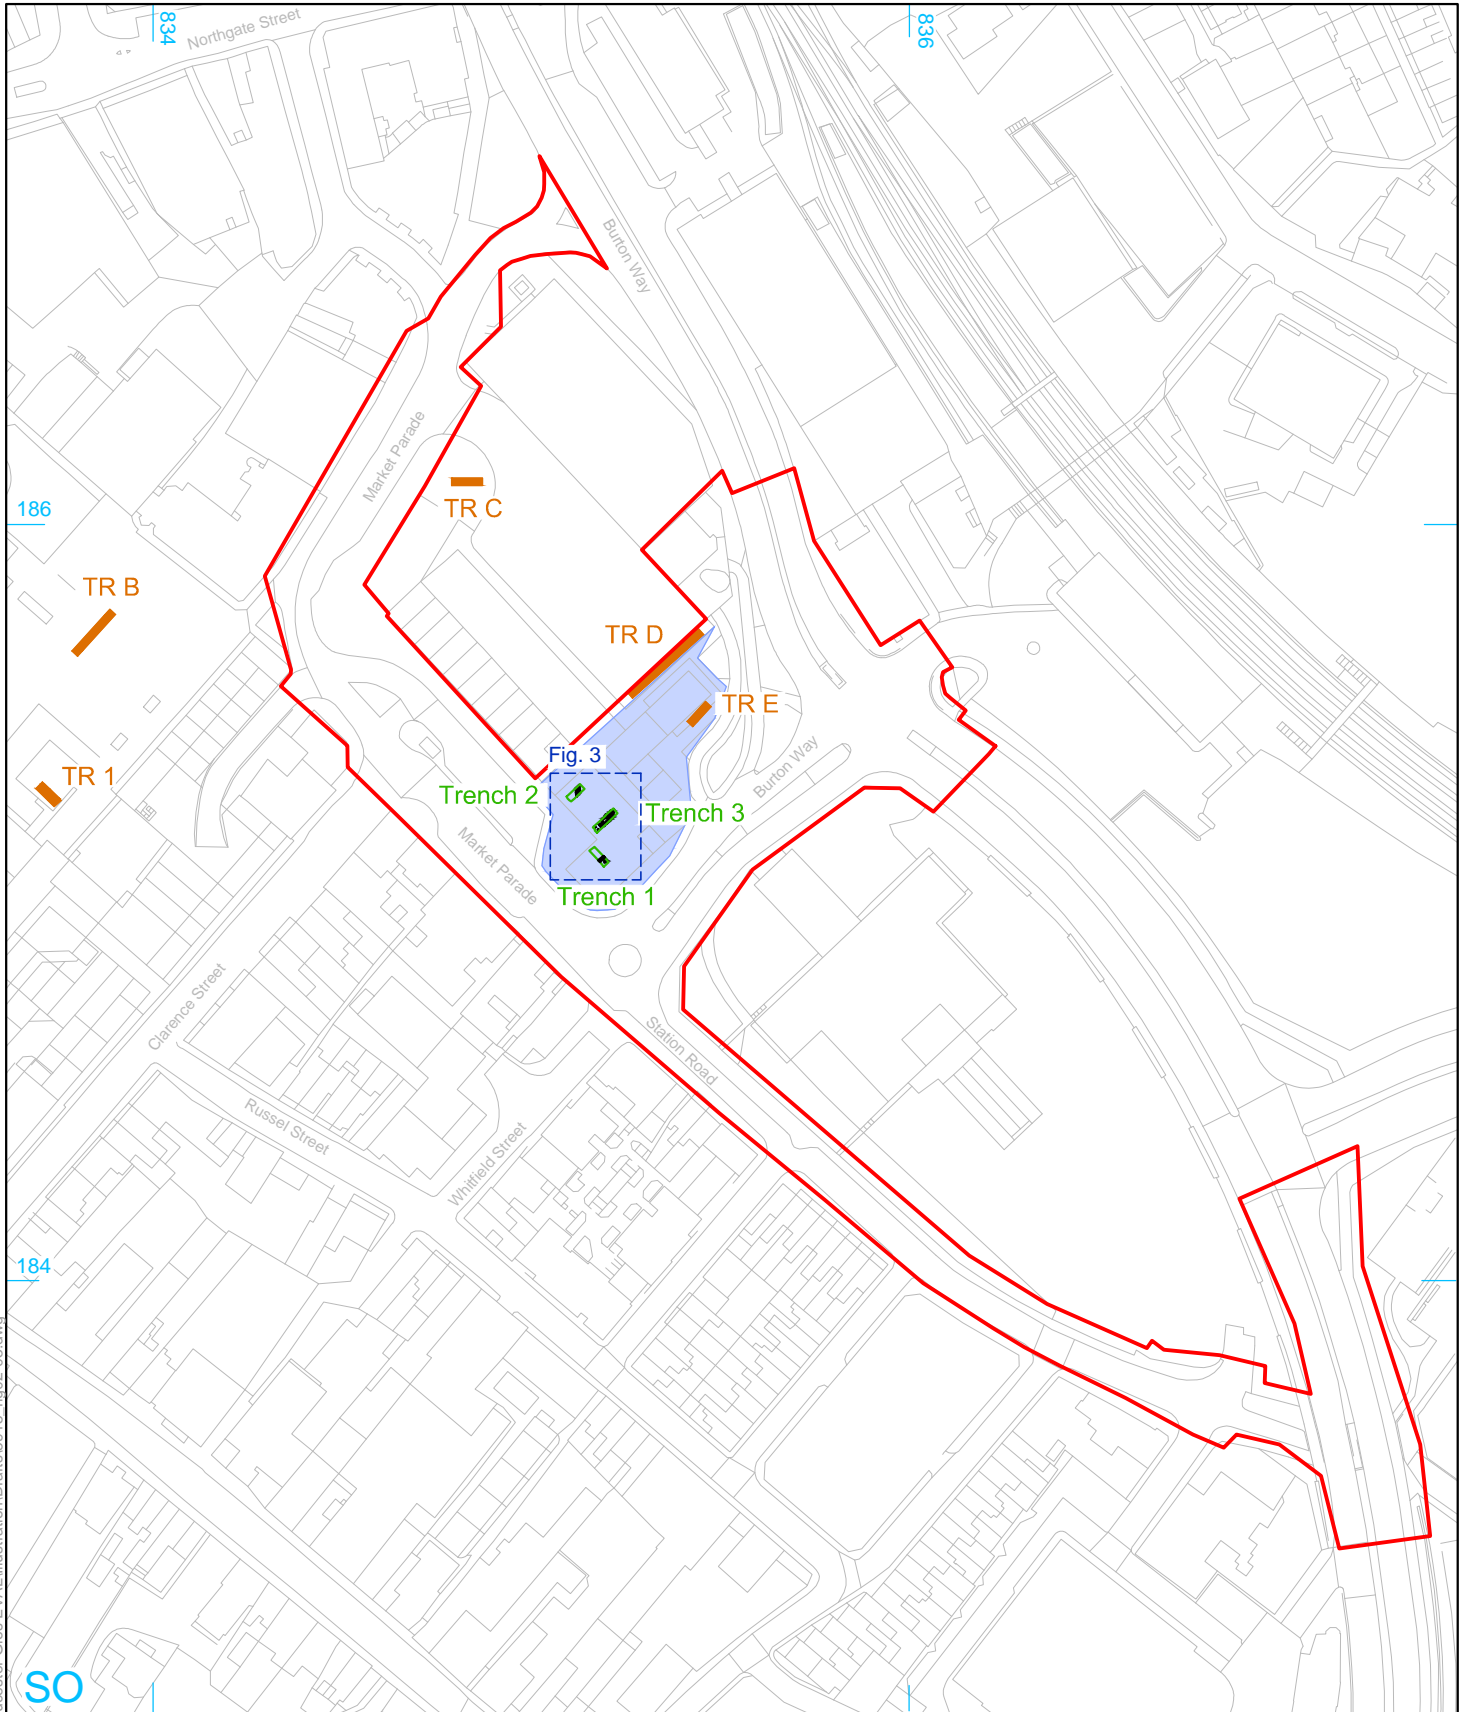 834
836
Northgate Street
Burton Way
Market Parade
TR C
186
TR B
TR D
TR E
Burton Way
Fig. 3
TR 1
Trench 2
Trench 3
Market Parade
Trench 1
Clarence Street
Station Road
Russel Street
Whitfield Street
184
SO